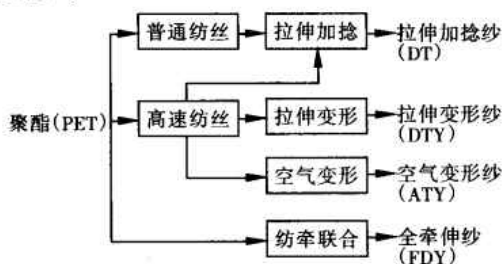 普通纺丝
拉伸加捻
拉伸加捻纱
(DT)
聚酯(PET)
高速纺丝
拉伸变形
拉伸变形纱
(DTY)
空气变形
空气变形纱
(ATY)
纺牵联合
全牵伸纱
(FDY)